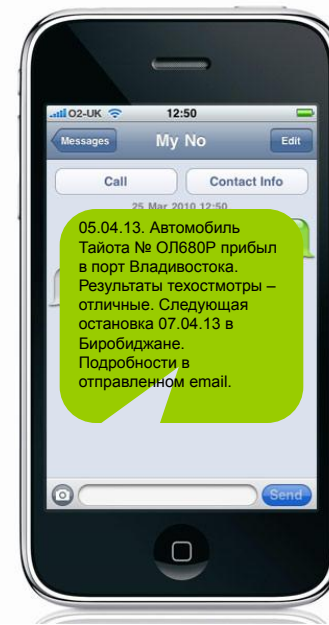 O2-UK 12:50
Messages My No Edit
Call Contact Info
25 Mar 2010 12:50
05.04.13. Автомобиль
Тайота № ОЛ680Р прибыл
в порт Владивостока.
Результаты техостмотры –
отличные. Следующая
остановка 07.04.13 в
Биробиджане.
Подробности в
отправленном email.
Send